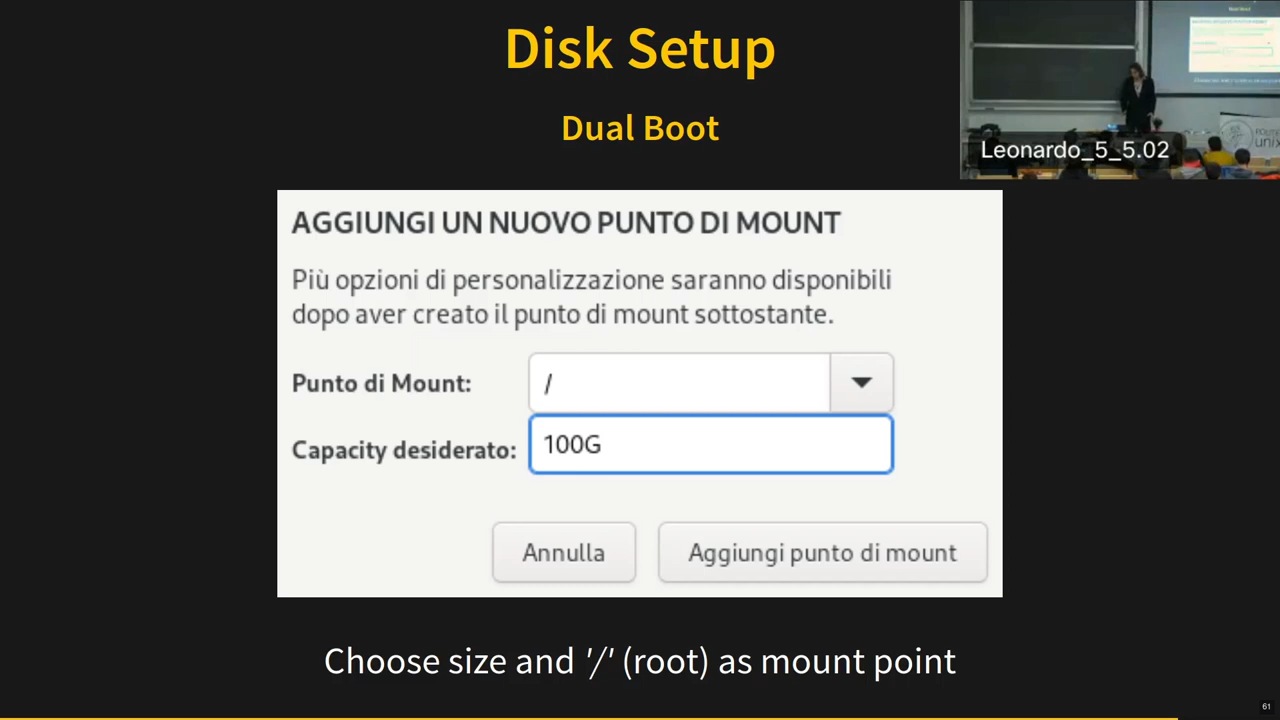 Disk Setup
Dual Boot
Leonardo_5_5.02
AGGIUNGI UN NUOVO PUNTO DI MOUNT
Più opzioni di personalizzazione saranno disponibili
dopo aver creato il punto di mount sottostante.
Punto di Mount:
/
Capacity desiderato:
100G
Annulla
Aggiungi punto di mount
Choose size and '/' (root) as mount point
61